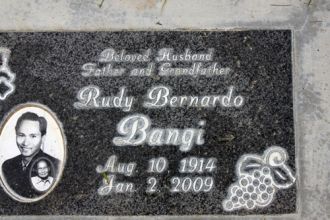 Beloved Husband
Father and Grandfather
Rudy Bernardo
Bangi
Aug. 10 1914
Jan. 2 2009